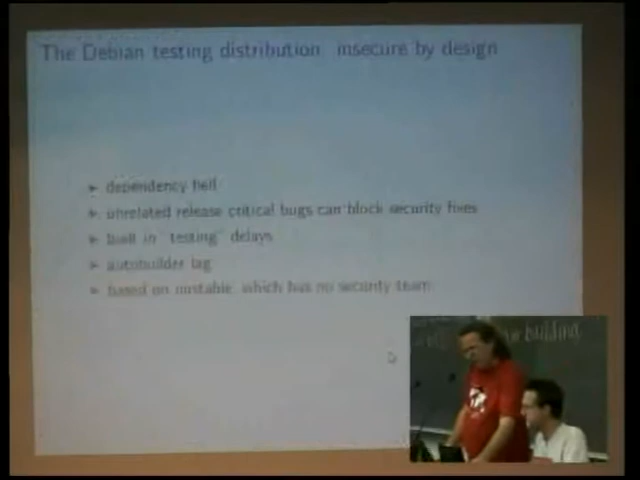 The Debian testing distribution: insecure by design
dependency hell
unrelated release critical bugs can block security fixes
built in "testing" delays
autobuilder lag
based on unstable, which has no security team
building